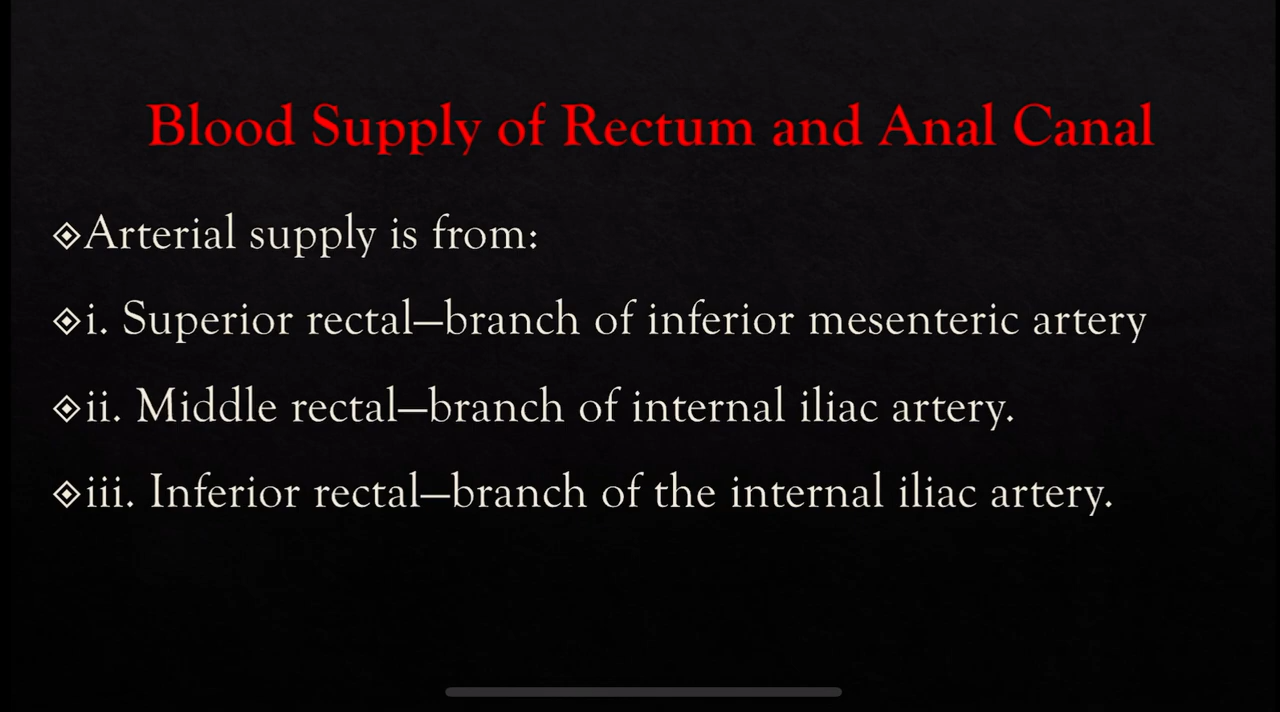 Blood Supply of Rectum and Anal Canal
Arterial supply is from:
i. Superior rectal—branch of inferior mesenteric artery
ii. Middle rectal—branch of internal iliac artery.
iii. Inferior rectal—branch of the internal iliac artery.